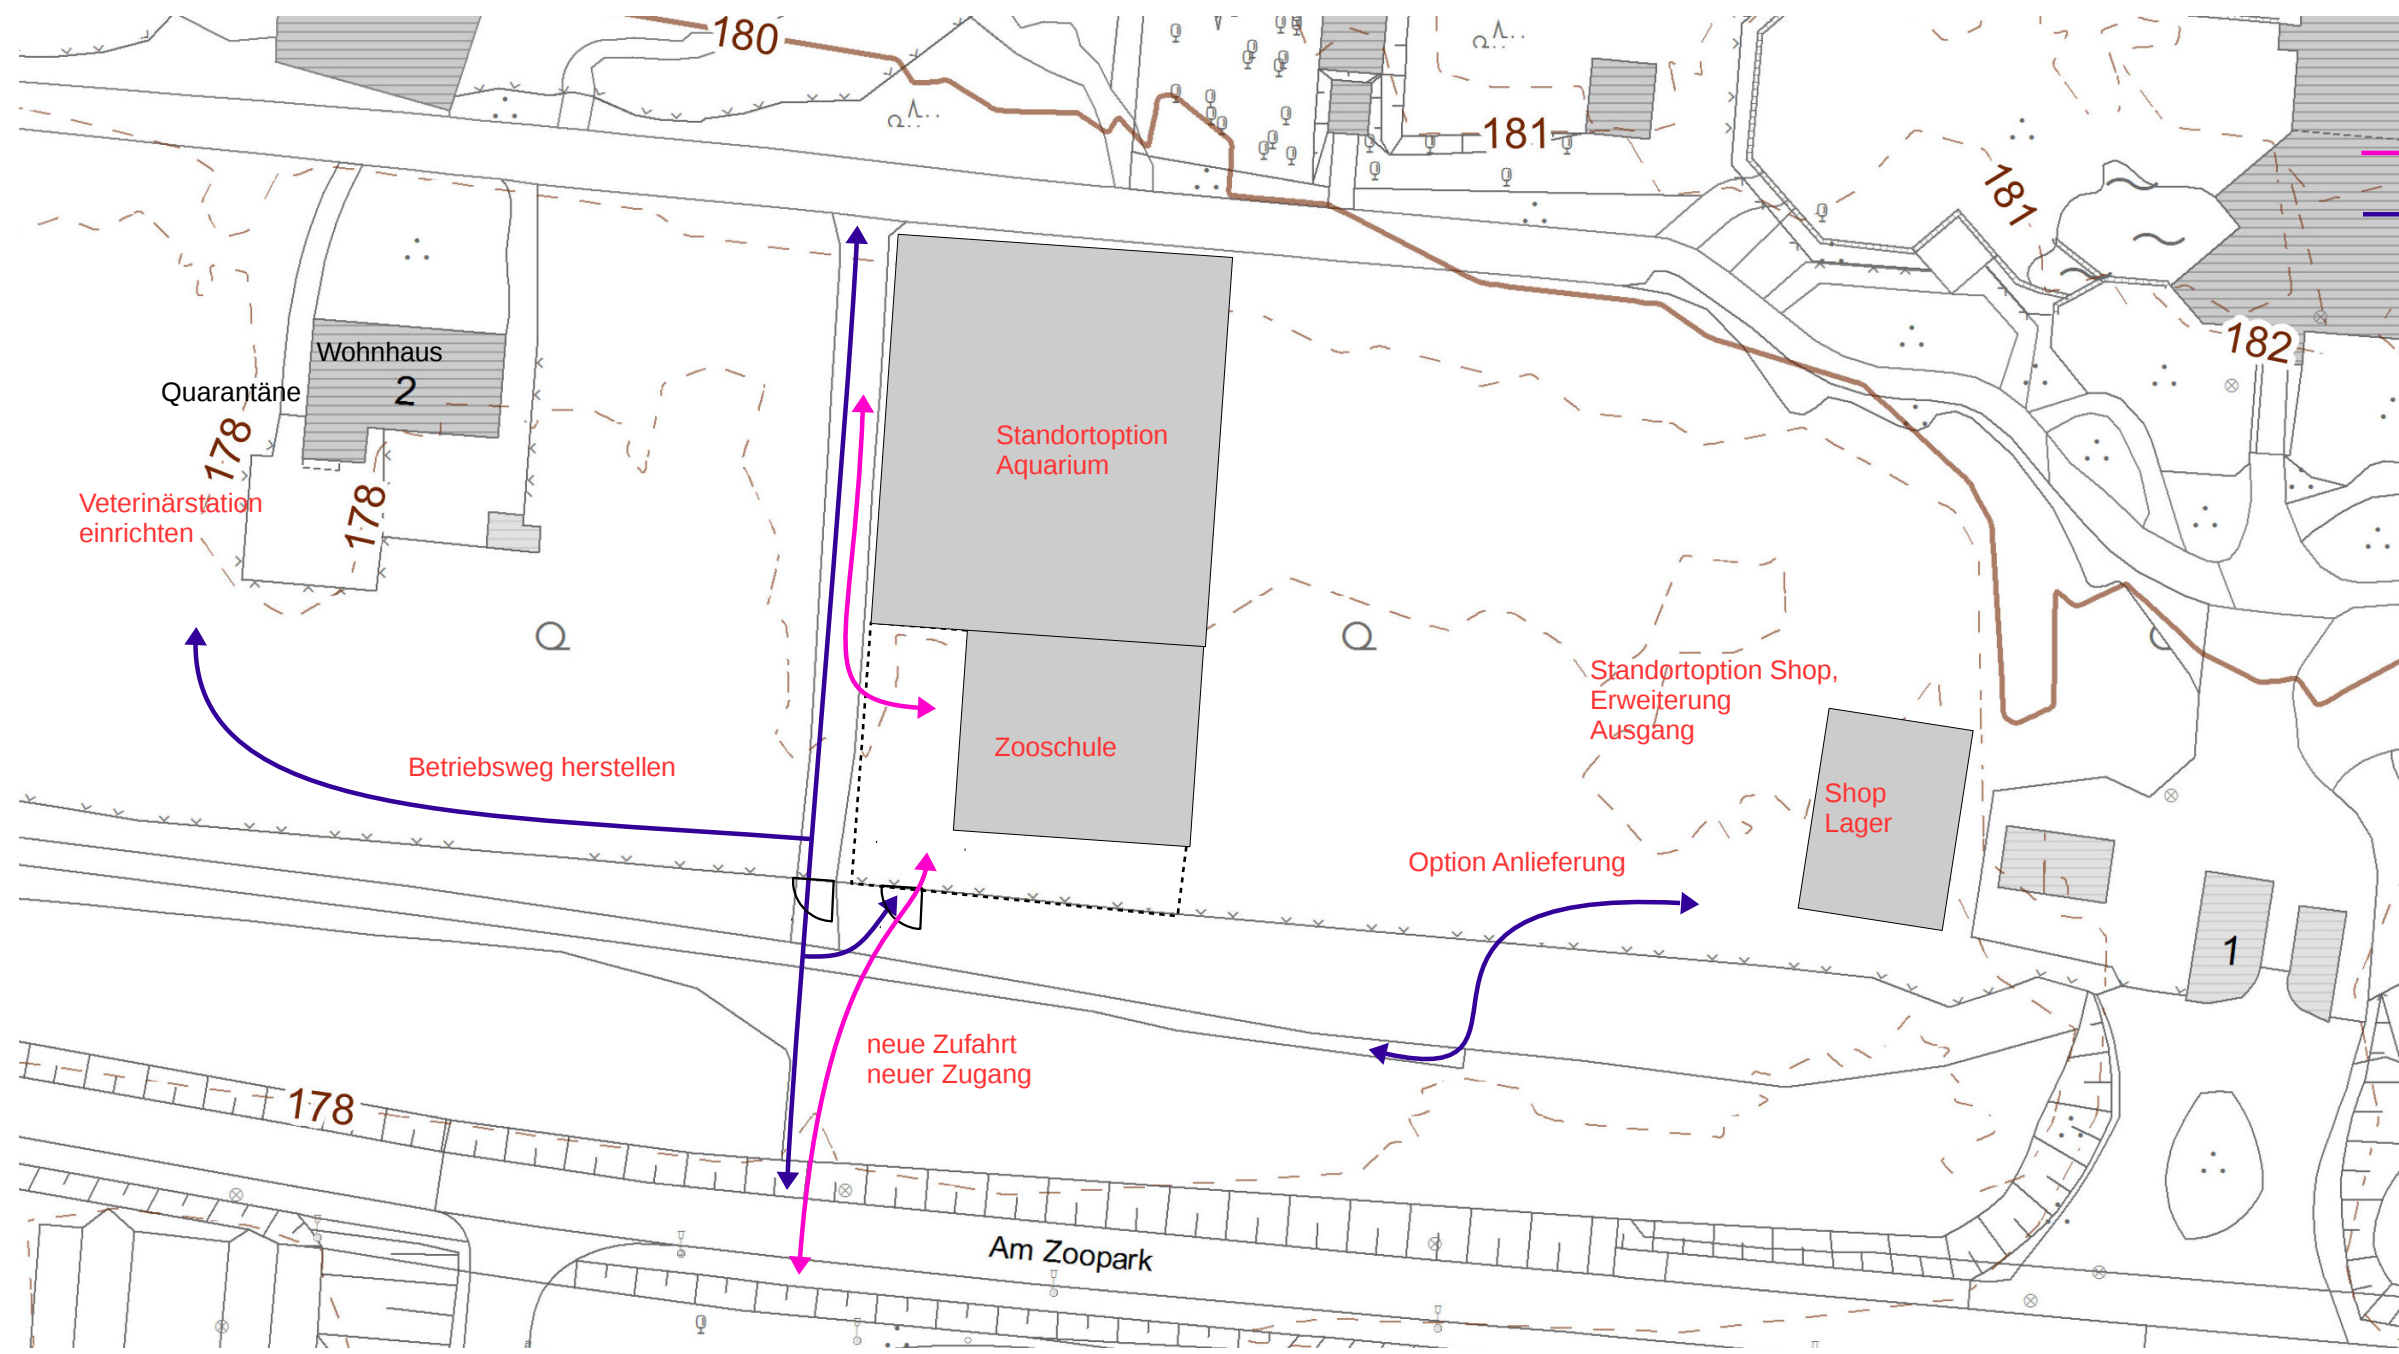 180
181
181
182
Wohnhaus
2
Quarantäne
178
178
Veterinärstation
einrichten
Standortoption
Aquarium
Standortoption Shop,
Erweiterung
Ausgang
Zooschule
Betriebsweg herstellen
Shop
Lager
Option Anlieferung
1
neue Zufahrt
neuer Zugang
178
Am Zoopark